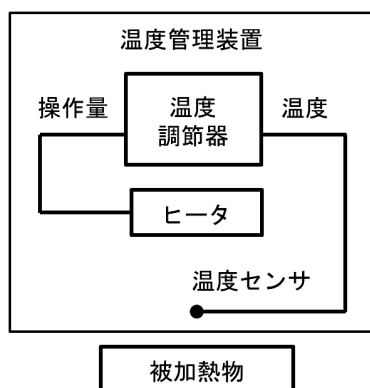 温度管理装置
操作量
温度
調節器
温度
ヒータ
温度センサ
被加熱物